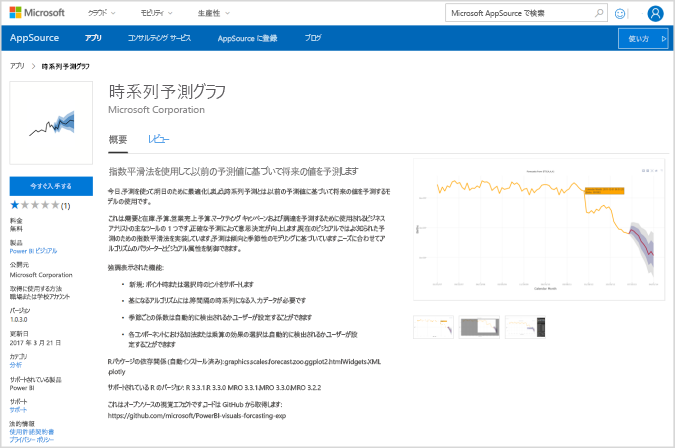 Microsoft クラウド モビリティ 生産性 Microsoft AppSource で検索
AppSource アプリ コンサルティング サービス AppSource に登録 ブログ 使い方
アプリ > 時系列予測グラフ
時系列予測グラフ
Microsoft Corporation
概要 レビュー
今すぐ入手する
(1)
料金
無料
製品
Power BI ビジュアル
公開元
Microsoft Corporation
取得に使用する方法
職場または学校アカウント
バージョン
1.0.3.0
更新日
2017 年 3 月 21 日
カテゴリ
分析
サポートされている製品
Power BI
サポート
サポート
法的情報
使用許諾契約書
プライバシー ポリシー
指数平滑法を使用して以前の予測値に基づいて将来の値を予測します
今日、予測を使って、明日のために最適化しましょう。時系列予測とは以前の予測値に基づいて将来の値を予測するモ
デルの使用です。
これは需要と在庫、予算、営業売上予算、マーケティング キャンペーンおよび調達を予測するために使用されるビジネス
アナリストの主なツールの 1 つです。正確な予測によって意思決定が向上します。現在のビジュアルではよく知られた予
測のための指数平滑法を実装しています。予測は傾向と季節性のモデリングに基づいています。ニーズに合わせてア
ルゴリズムのパラメーターとビジュアル属性を制御できます。
強調表示された機能:
• 新規: ポイント時または選択時のヒントをサポートします
• 基になるアルゴリズムには、等間隔の時系列になる入力データが必要です
• 季節ごとの係数は自動的に検出されるかユーザーが設定することができます
• 各コンポーネントにおける加法または乗算の効果の選択は、自動的に検出されるかユーザーが設
定することができます
R パッケージの依存関係 (自動インストール済み): graphics,scales,forecast,zoo,ggplot2,htmlWidgets,XML
,plotly
サポートされている R のバージョン: R 3.3.1,R 3.3.0 MRO 3.3.1,MRO 3.3.0,MRO 3.2.2
これはオープンソースの視覚エフェクトです。コードは GitHub から取得します:
https://github.com/microsoft/PowerBI-visuals-forcasting-exp
Calendar Month